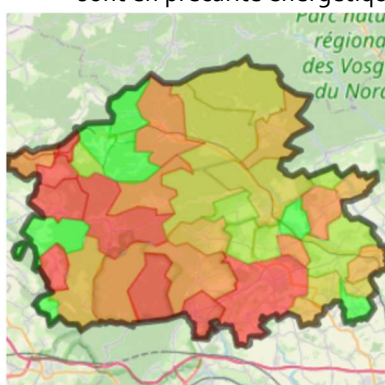 sont en précarité énergétique
Parc natu
régiona
des Vosg
du Nord